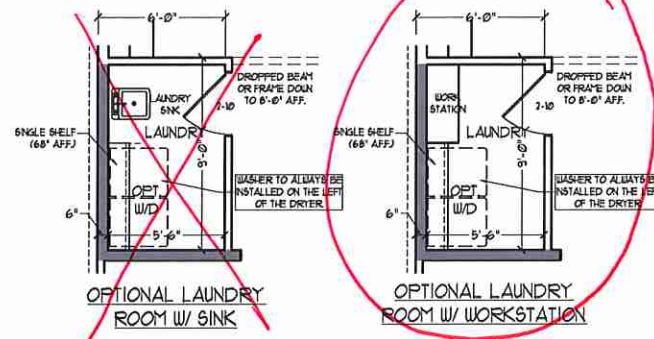 6'-0"
DROPPED BEAM
OR FRAME DOWN
TO 8'-0" AFF.
LAUNDRY
SINK
2-10
SINGLE SHELF
(68" AFF.)
LAUNDRY
9'-0"
WASHER TO ALWAYS BE
INSTALLED ON THE LEFT
OF THE DRYER.
OPT.
W/D
6"
5'-6"
OPTIONAL LAUNDRY
ROOM W/ SINK
6'-0"
DROPPED BEAM
OR FRAME DOWN
TO 8'-0" AFF.
WORK
STATION
2-10
SINGLE SHELF
(68" AFF.)
LAUNDRY
9'-0"
WASHER TO ALWAYS BE
INSTALLED ON THE LEFT
OF THE DRYER.
OPT.
W/D
6"
5'-6"
OPTIONAL LAUNDRY
ROOM W/ WORKSTATION